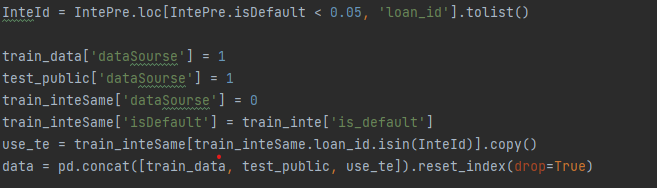 InteId = IntePre.loc[IntePre.isDefault < 0.05, 'loan_id'].tolist()
train_data['dataSourse'] = 1
test_public['dataSourse'] = 1
train_inteSame['dataSourse'] = 0
train_inteSame['isDefault'] = train_inte['is_default']
use_te = train_inteSame[train_inteSame.loan_id.isin(InteId)].copy()
data = pd.concat([train_data, test_public, use_te]).reset_index(drop=True)